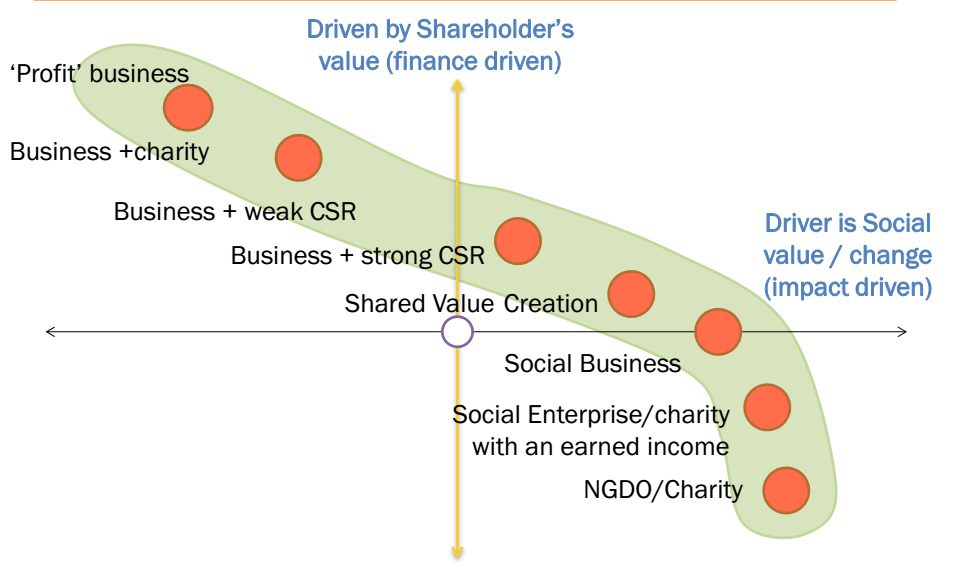 Driven by Shareholder's
value (finance driven)
‘Profit’ business
Business +charity
Business + weak CSR
Driver is Social
value / change
(impact driven)
Business + strong CSR
Shared Value Creation
Social Business
Social Enterprise/charity
with an earned income
NGDO/Charity